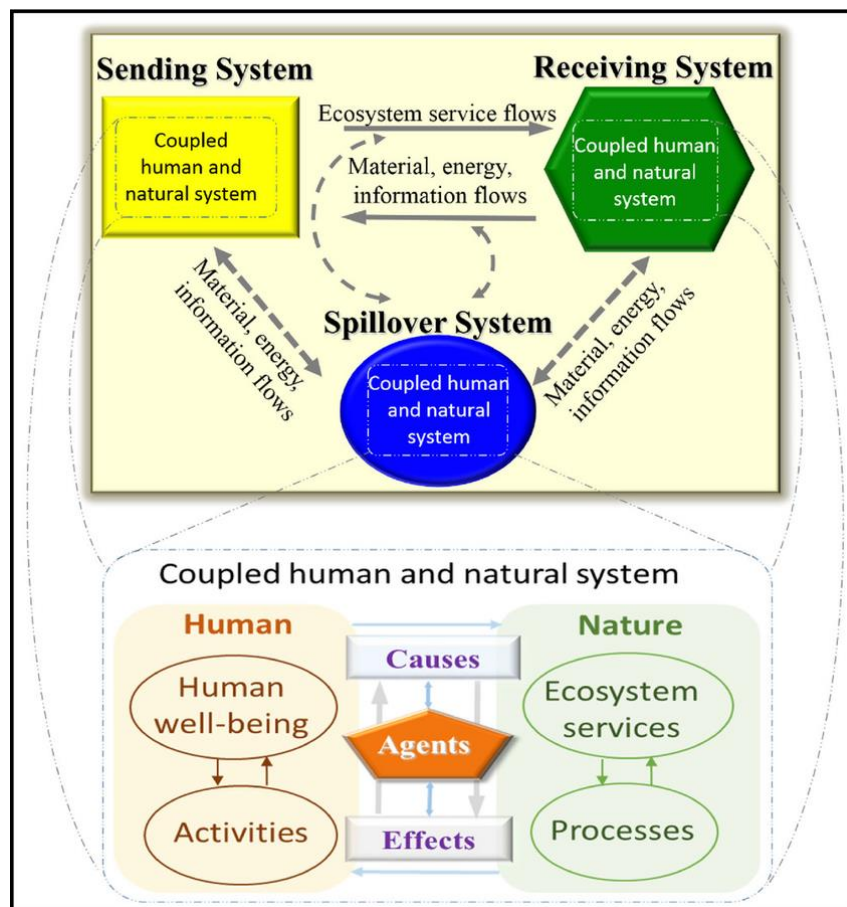 Sending System
Receiving System
Ecosystem service flows
Coupled
human and
natural system
Material, energy,
information flows
Coupled human
and natural
system
Material, energy,
information flows
Spillover System
Material, energy,
information flows
Coupled human
and natural
system
Coupled human and natural system
Human
Nature
Causes
Human
well-being
Ecosystem
services
Agents
Activities
Effects
Processes